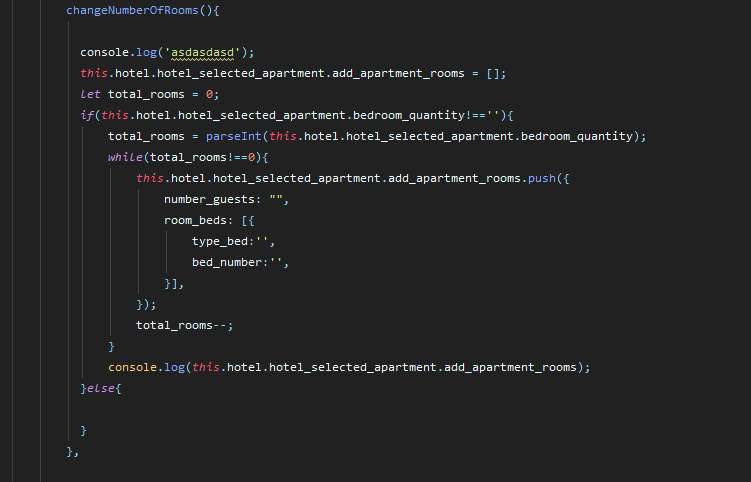 changeNumberOfRooms(){
console.log('asdasdasd');
this.hotel.hotel_selected_apartment.add_apartment_rooms = [];
let total_rooms = 0;
if(this.hotel.hotel_selected_apartment.bedroom_quantity!==''){
total_rooms = parseInt(this.hotel.hotel_selected_apartment.bedroom_quantity);
while(total_rooms!==0){
this.hotel.hotel_selected_apartment.add_apartment_rooms.push({
number_guests: "",
room_beds: [{
type_bed:'',
bed_number:'',
}],
});
total_rooms--;
}
console.log(this.hotel.hotel_selected_apartment.add_apartment_rooms);
}else{
}
},